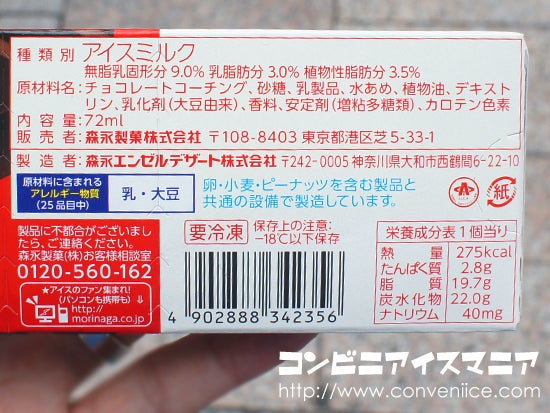 種類別 アイスミルク
無脂乳固形分 9.0% 乳脂肪分 3.0% 植物性脂肪分 3.5%
原材料名：チョコレートコーチング、砂糖、乳製品、水あめ、植物油、デキスト
リン、乳化剤(大豆由来)、香料、安定剤(増粘多糖類)、カロテン色素
内容量：72ml
販売者：森永製菓株式会社 〒108-8403 東京都港区芝5-33-1
製造者：森永エンゼルデザート株式会社 〒242-0005 神奈川県大和市西鶴間6-22-10
原材料に含まれる
アレルギー物質
(25品目中)
乳・大豆
卵・小麦・ピーナッツを含む製品と
共通の設備で製造しています。
紙
製品に不都合がございまし
たら、ご連絡ください。
森永製菓(株)お客様相談室
0120-560-162
★アイスのファン集まれ!
(パソコンも携帯も)
http://
morinaga.co.jp
要冷凍
保存上の注意:
-18℃以下保存
4 902888 342356
栄養成分表 1個当り
熱量 275kcal
たんぱく質 2.8g
脂質 19.7g
炭水化物 22.0g
ナトリウム 40mg
コンビニアイスマニア
http://www.conveniice.com/